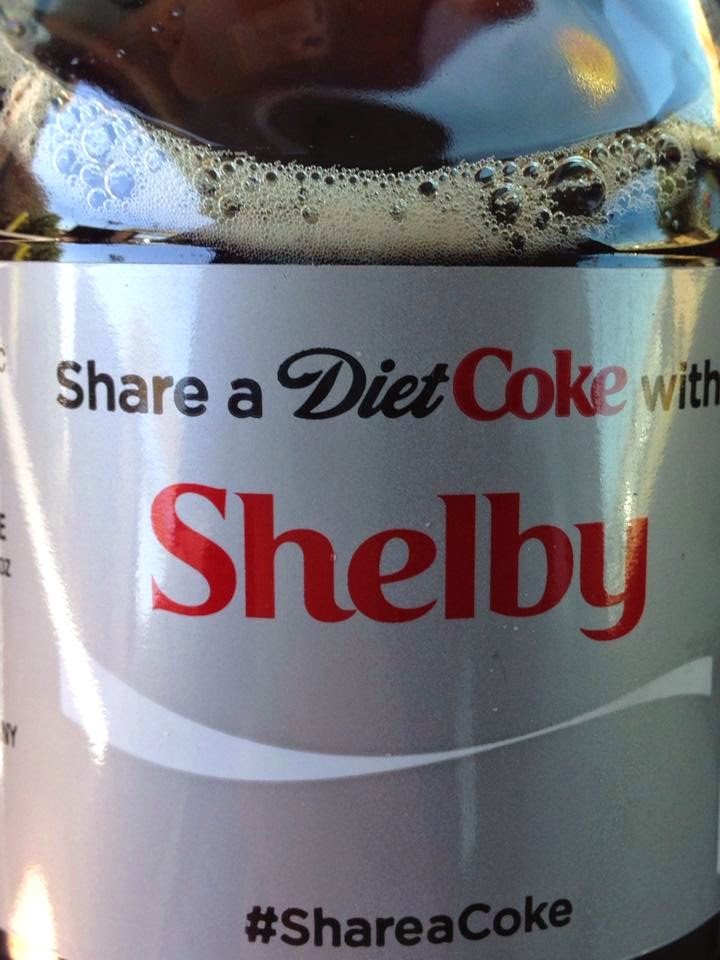 Share a Diet Coke with
Shelby
#ShareaCoke